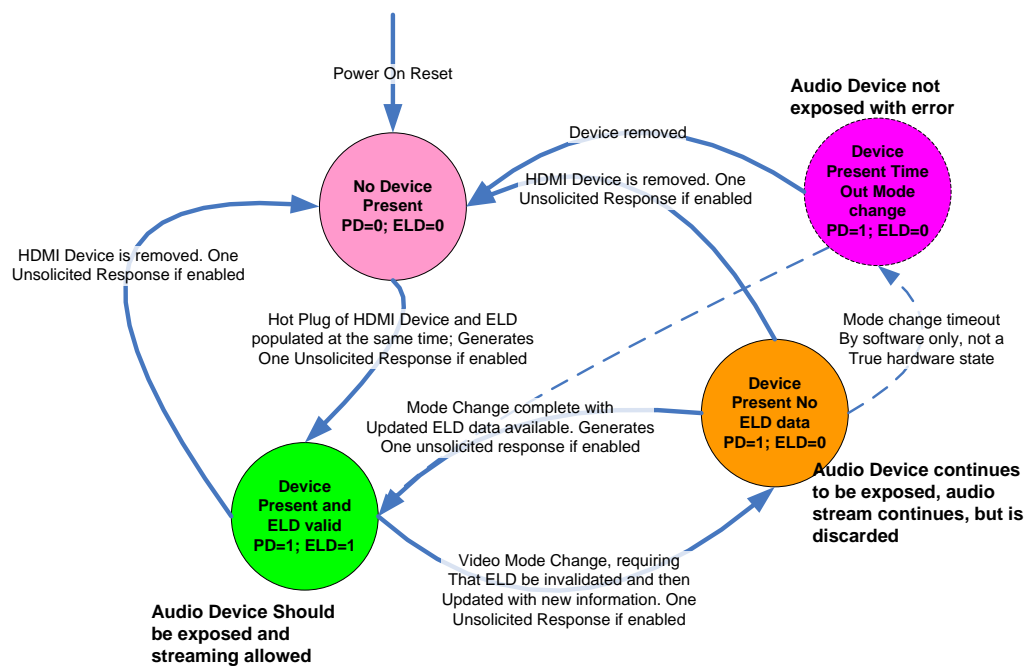 Power On Reset
Audio Device not
exposed with error
Device removed
Device
Present Time
Out Mode
change
PD=1; ELD=0
No Device
Present
PD=0; ELD=0
HDMI Device is removed. One
Unsolicited Response if enabled
HDMI Device is removed. One
Unsolicited Response if enabled
Hot Plug of HDMI Device and ELD
populated at the same time; Generates
One Unsolicited Response if enabled
Mode change timeout
By software only, not a
True hardware state
Device
Present No
ELD data
PD=1; ELD=0
Mode Change complete with
Updated ELD data available. Generates
One unsolicited response if enabled
Audio Device continues
to be exposed, audio
stream continues, but is
discarded
Device
Present and
ELD valid
PD=1; ELD=1
Video Mode Change, requiring
That ELD be invalidated and then
Updated with new information. One
Unsolicited Response if enabled
Audio Device Should
be exposed and
streaming allowed